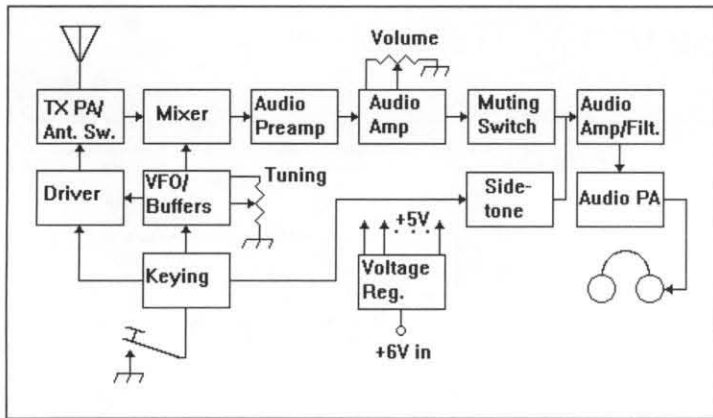 Volume
TX PA/
Ant. Sw.
Mixer
Audio
Preamp
Audio
Amp
Muting
Switch
Audio
Amp/Filt.
Driver
VFO/
Buffers
Tuning
Side-
tone
Audio PA
+5V
Keying
Voltage
Reg.
+6V in